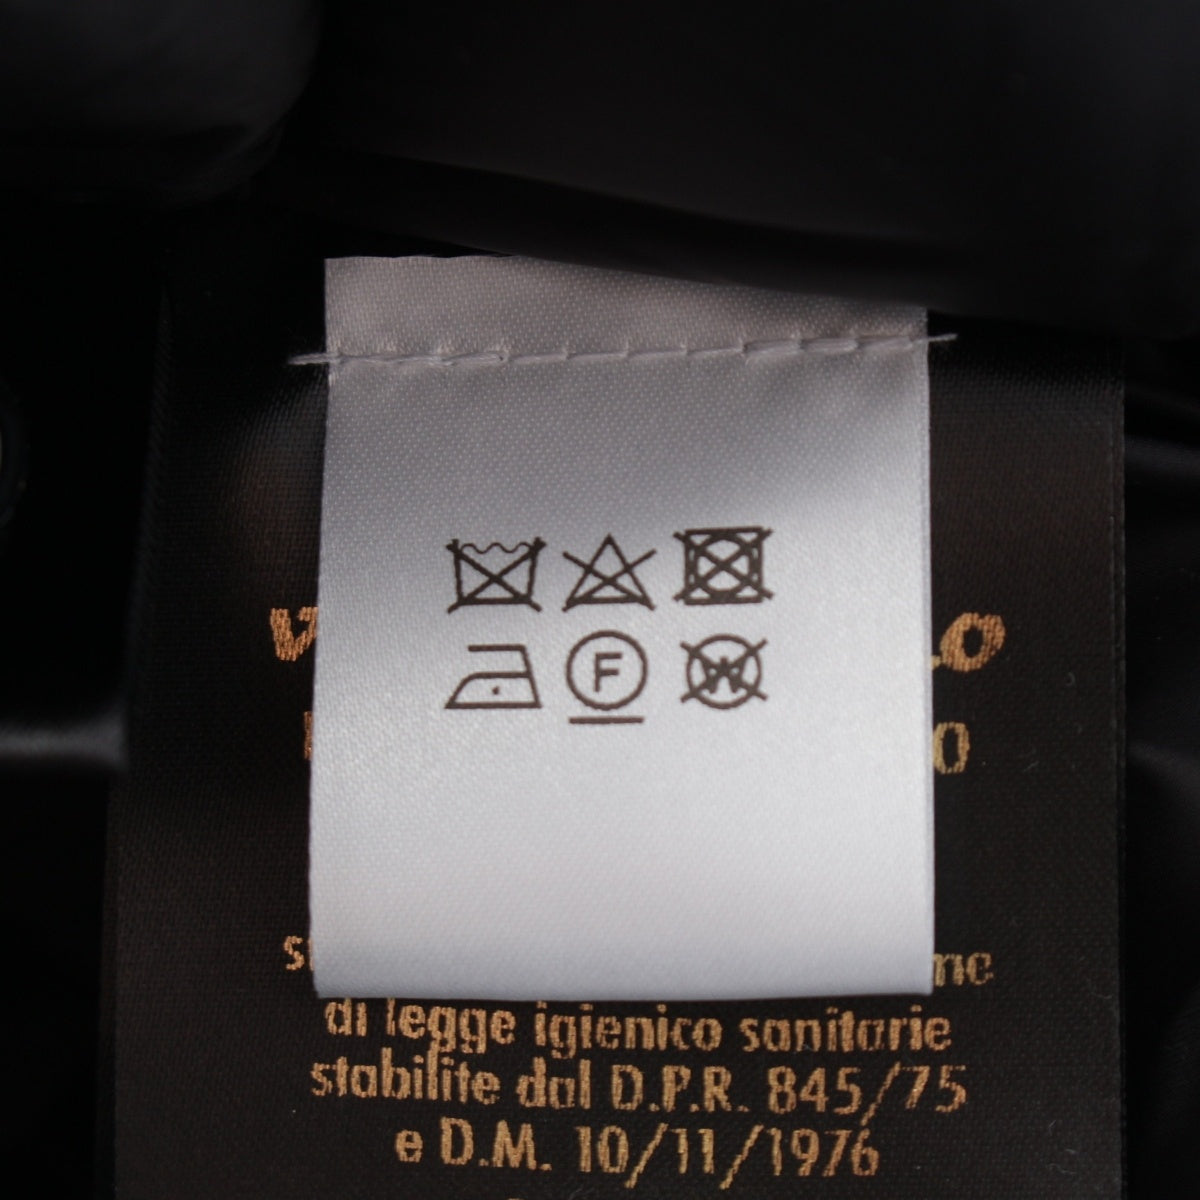 F
W
di legge igienico sanitarie
stabilite dal D.P.R. 845/75
e D.M. 10/11/1976